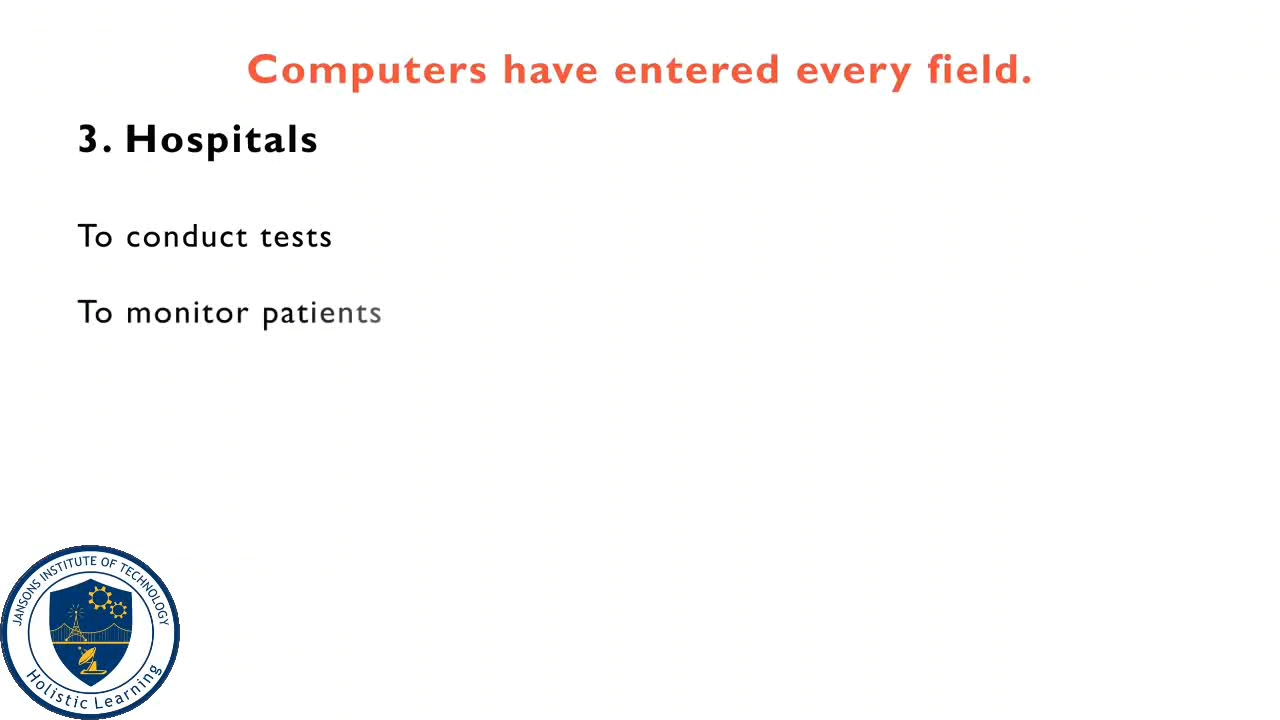 Computers have entered every field.
3. Hospitals
To conduct tests
To monitor patients
JANSONS INSTITUTE OF TECHNOLOGY
Holistic Learning